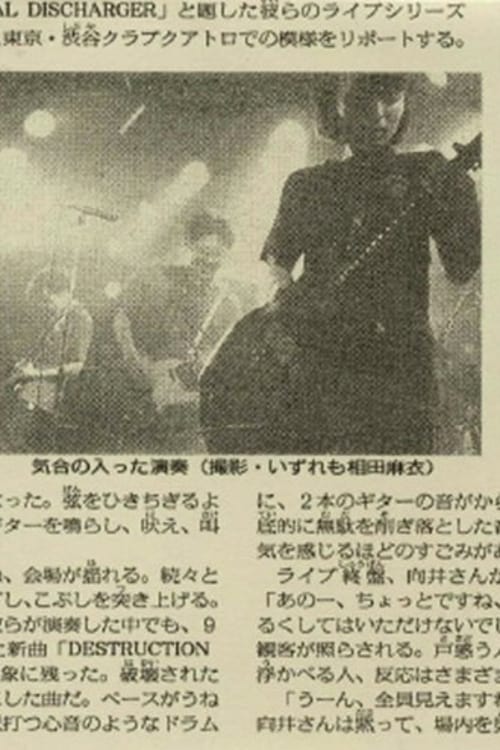 AL DISCHARGER」と題した彼らのライブシリーズ
東京・渋谷クラブクアトロでの模様をリポートする。
気合の入った演奏（撮影・いずれも相田麻衣）
った。弦をひきちぎるよ
ターを鳴らし、吠え、叫
、会場が揺れる。続々と
し、こぶしを突き上げる。
らが演奏した中でも、９
新曲「DESTRUCTION
象に残った。破壊された
した曲だ。ベースがうね
打つ心音のようなドラム
に、２本のギターの音がから
底的に無駄を削ぎ落とした音
気を感じるほどのすごみがあ
ライブ終盤、向井さんが
「あのー、ちょっとですね、
るくしてはいただけないでし
観客が照らされる。戸惑う人
浮かべる人、反応はさまざま
「うーん、全員見えますね
向井さんは黙って、場内を見